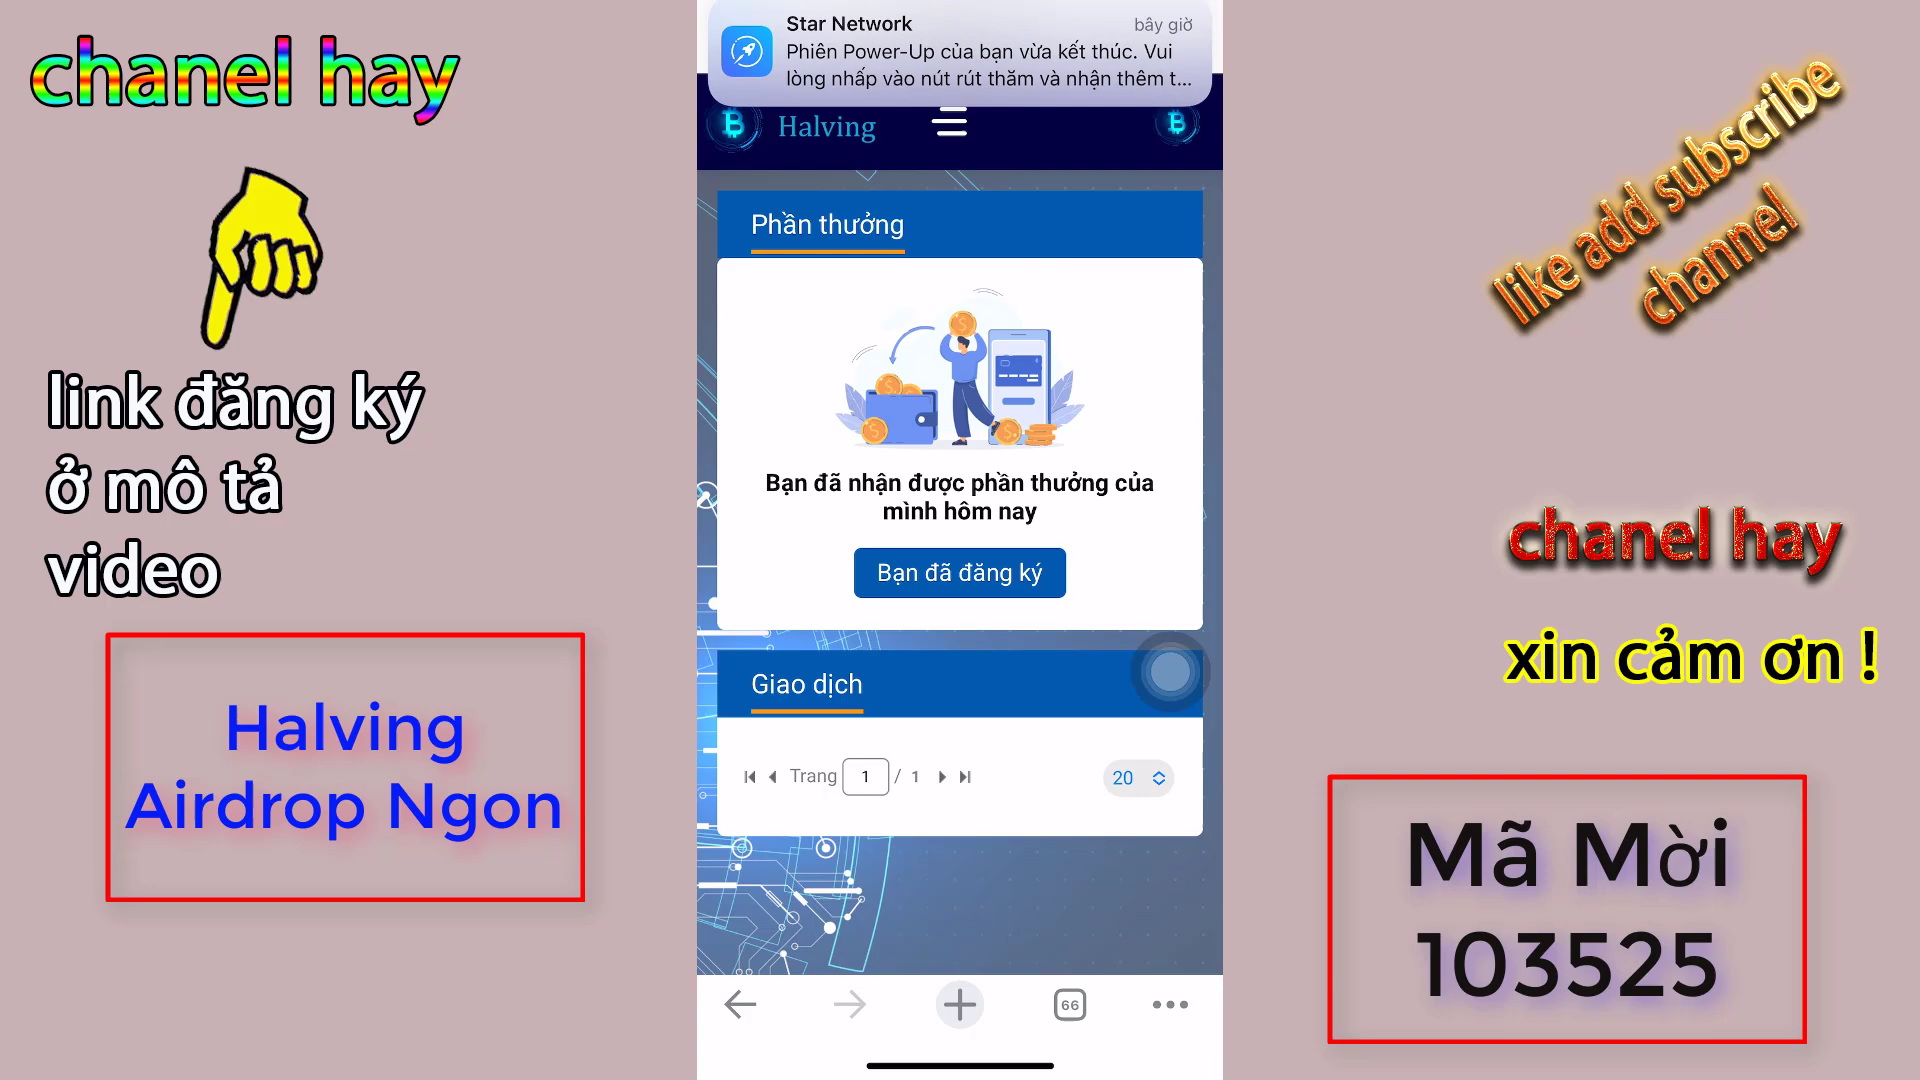 chanel hay
link đăng ký
ở mô tả
video
Halving
Airdrop Ngon
Star Network
bây giờ
Phiên Power-Up của bạn vừa kết thúc. Vui
lòng nhấp vào nút rút thăm và nhận thêm t...
Halving
Phần thưởng
Bạn đã nhận được phần thưởng của
mình hôm nay
Bạn đã đăng ký
Giao dịch
Trang 1 / 1
20
66
like add subscribe
channel
chanel hay
xin cảm ơn !
Mã Mời
103525